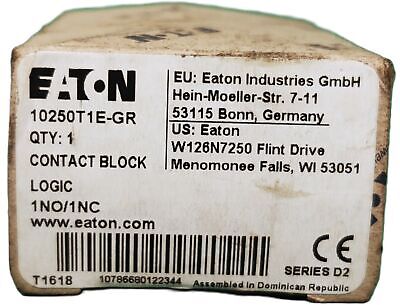 EATON
10250T1E-GR
QTY: 1
CONTACT BLOCK
LOGIC
1NO/1NC
www.eaton.com
EU: Eaton Industries GmbH
Hein-Moeller-Str. 7-11
53115 Bonn, Germany
US: Eaton
W126N7250 Flint Drive
Menomonee Falls, WI 53051
CE
SERIES D2
T1618
10786680122344
Assembled in Dominican Republic